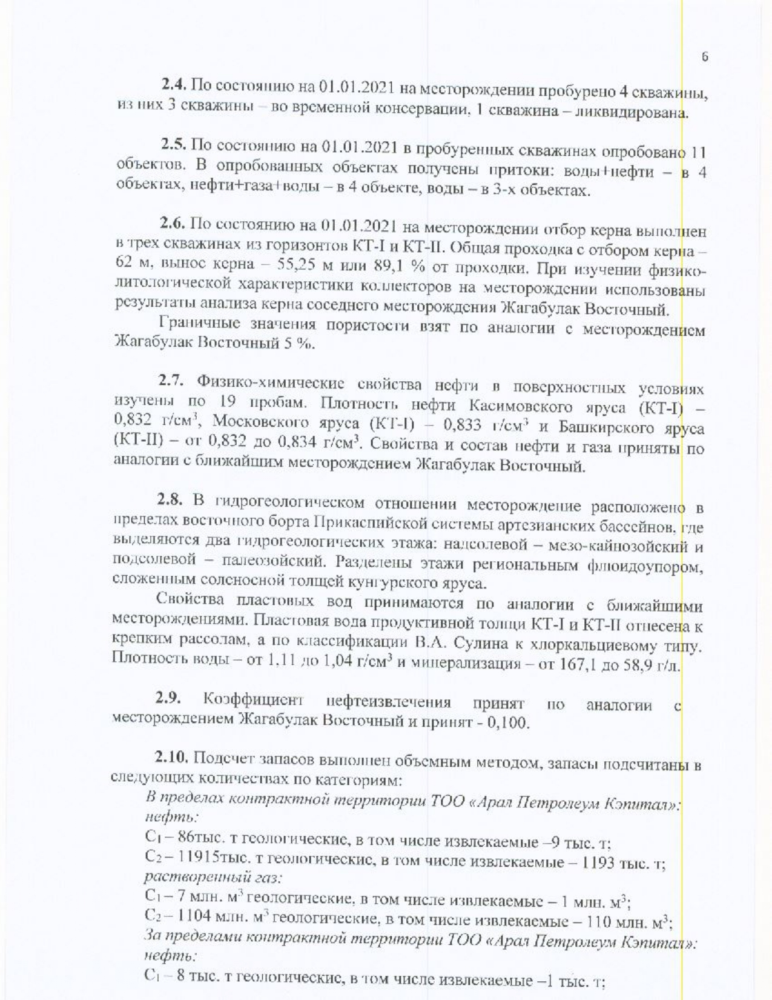 6
2.4. По состоянию на 01.01.2021 на месторождении пробурено 4 скважины,
из них 3 скважины – во временной консервации, 1 скважина – ликвидирована.
2.5. По состоянию на 01.01.2021 в пробуренных скважинах опробовано 11
объектов. В опробованных объектах получены притоки: воды+нефти – в 4
объектах, нефти+газа+воды – в 4 объекте, воды – в 3-х объектах.
2.6. По состоянию на 01.01.2021 на месторождении отбор керна выполнен
в трех скважинах из горизонтов КТ-I и КТ-II. Общая проходка с отбором керна –
62 м, вынос керна – 55,25 м или 89,1 % от проходки. При изучении физико-
литологической характеристики коллекторов на месторождении использованы
результаты анализа керна соседнего месторождения Жагабулак Восточный.
Граничные значения пористости взят по аналогии с месторождением
Жагабулак Восточный 5 %.
2.7. Физико-химические свойства нефти в поверхностных условиях
изучены по 19 пробам. Плотность нефти Касимовского яруса (КТ-I) –
0,832 г/см³, Московского яруса (КТ-I) – 0,833 г/см³ и Башкирского яруса
(КТ-II) – от 0,832 до 0,834 г/см³. Свойства и состав нефти и газа приняты по
аналогии с ближайшим месторождением Жагабулак Восточный.
2.8. В гидрогеологическом отношении месторождение расположено в
пределах восточного борта Прикаспийской системы артезианских бассейнов, где
выделяются два гидрогеологических этажа: надсолевой – мезо-кайнозойский и
подсолевой – палеозойский. Разделены этажи региональным флюидоупором,
сложенным соленосной толщей кунгурского яруса.
Свойства пластовых вод принимаются по аналогии с ближайшими
месторождениями. Пластовая вода продуктивной толщи КТ-I и КТ-II отнесена к
крепким рассолам, а по классификации В.А. Сулина к хлоркальциевому типу.
Плотность воды – от 1,11 до 1,04 г/см³ и минерализация – от 167,1 до 58,9 г/л.
2.9. Коэффициент нефтеизвлечения принят по аналогии с
месторождением Жагабулак Восточный и принят - 0,100.
2.10. Подсчет запасов выполнен объемным методом, запасы подсчитаны в
следующих количествах по категориям:
В пределах контрактной территории ТОО «Арал Петролеум Кэпитал»:
нефть:
С₁ – 86тыс. т геологические, в том числе извлекаемые –9 тыс. т;
С₂ – 11915тыс. т геологические, в том числе извлекаемые – 1193 тыс. т;
растворенный газ:
С₁ – 7 млн. м³ геологические, в том числе извлекаемые – 1 млн. м³;
С₂ – 1104 млн. м³ геологические, в том числе извлекаемые – 110 млн. м³;
За пределами контрактной территории ТОО «Арал Петролеум Кэпитал»:
нефть:
С₁ – 8 тыс. т геологические, в том числе извлекаемые –1 тыс. т;